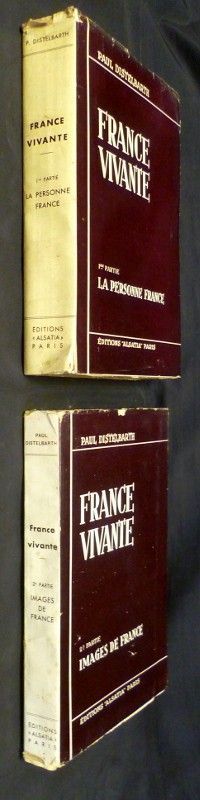 P. DISTELBARTH
FRANCE
VIVANTE
1re PARTIE
LA PERSONNE
FRANCE
ÉDITIONS
«ALSATIA»
PARIS
PAUL DISTELBARTH
FRANCE
VIVANTE
1re PARTIE
LA PERSONNE FRANCE
ÉDITIONS "ALSATIA" PARIS
PAUL
DISTELBARTH
France
vivante
2e PARTIE
IMAGES
DE
FRANCE
ÉDITIONS
«ALSATIA»
PARIS
PAUL DISTELBARTH
FRANCE
VIVANTE
2e PARTIE
IMAGES DE FRANCE
ÉDITIONS "ALSATIA" PARIS